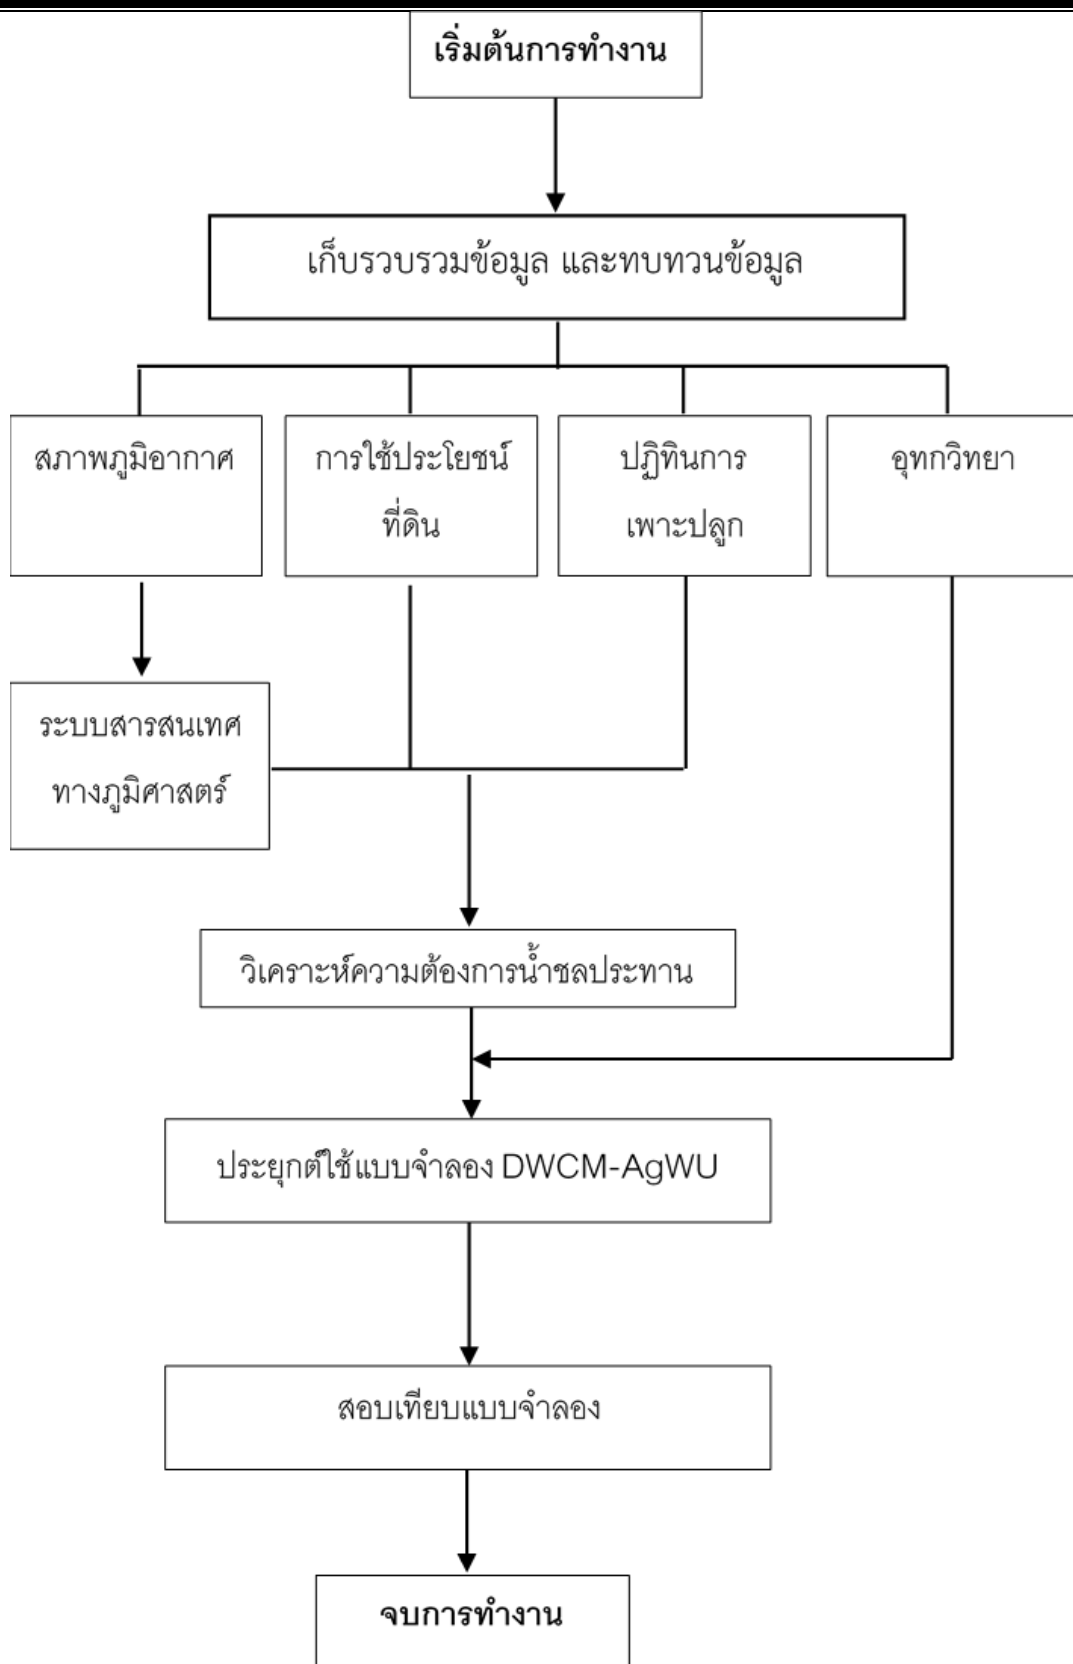 เริ่มต้นการทำงาน
เก็บรวบรวมข้อมูล และทบทวนข้อมูล
สภาพภูมิอากาศ
การใช้ประโยชน์
ที่ดิน
ปฏิทินการ
เพาะปลูก
อุทกวิทยา
ระบบสารสนเทศ
ทางภูมิศาสตร์
วิเคราะห์ความต้องการน้ำชลประทาน
ประยุกต์ใช้แบบจำลอง DWCM-AgWU
สอบเทียบแบบจำลอง
จบการทำงาน